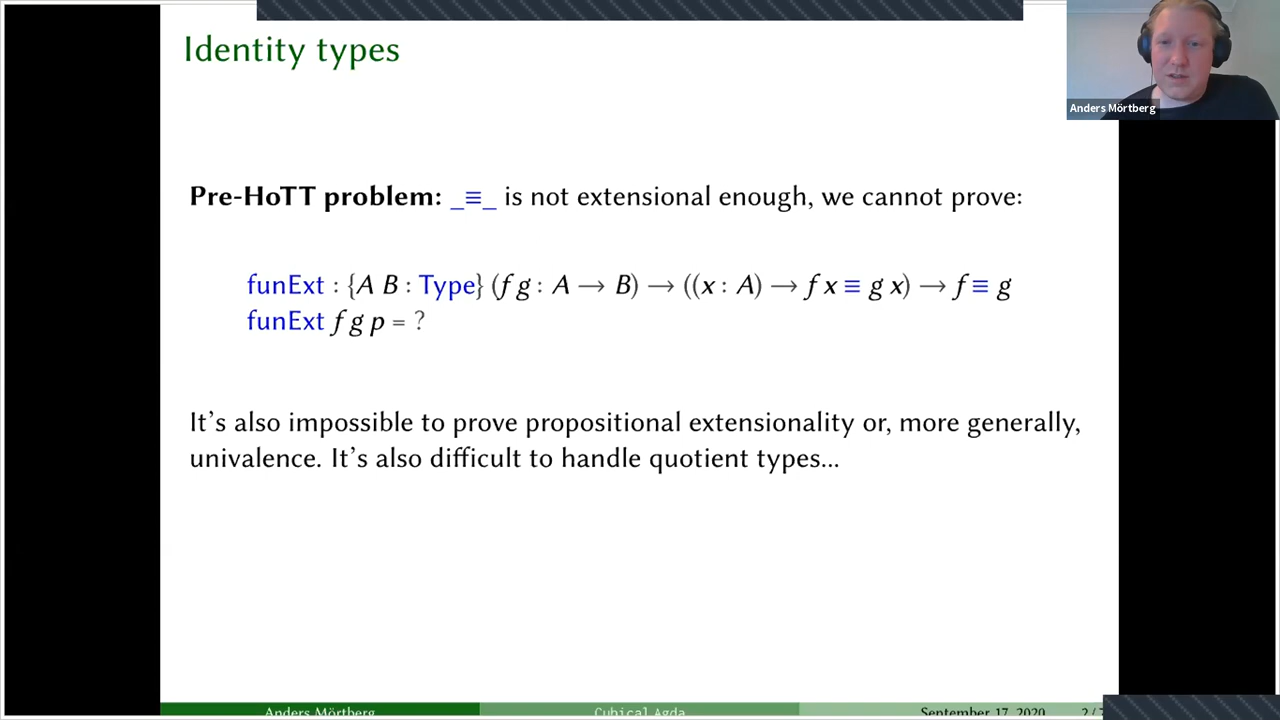 Identity types
Anders Mörtberg
Pre-HoTT problem: _≡_ is not extensional enough, we cannot prove:
funExt : {A B : Type} (f g : A → B) → ((x : A) → f x ≡ g x) → f ≡ g
funExt f g p = ?
It's also impossible to prove propositional extensionality or, more generally,
univalence. It's also difficult to handle quotient types...
Anders Mörtberg
Cubical Agda
September 17, 2020
2 /